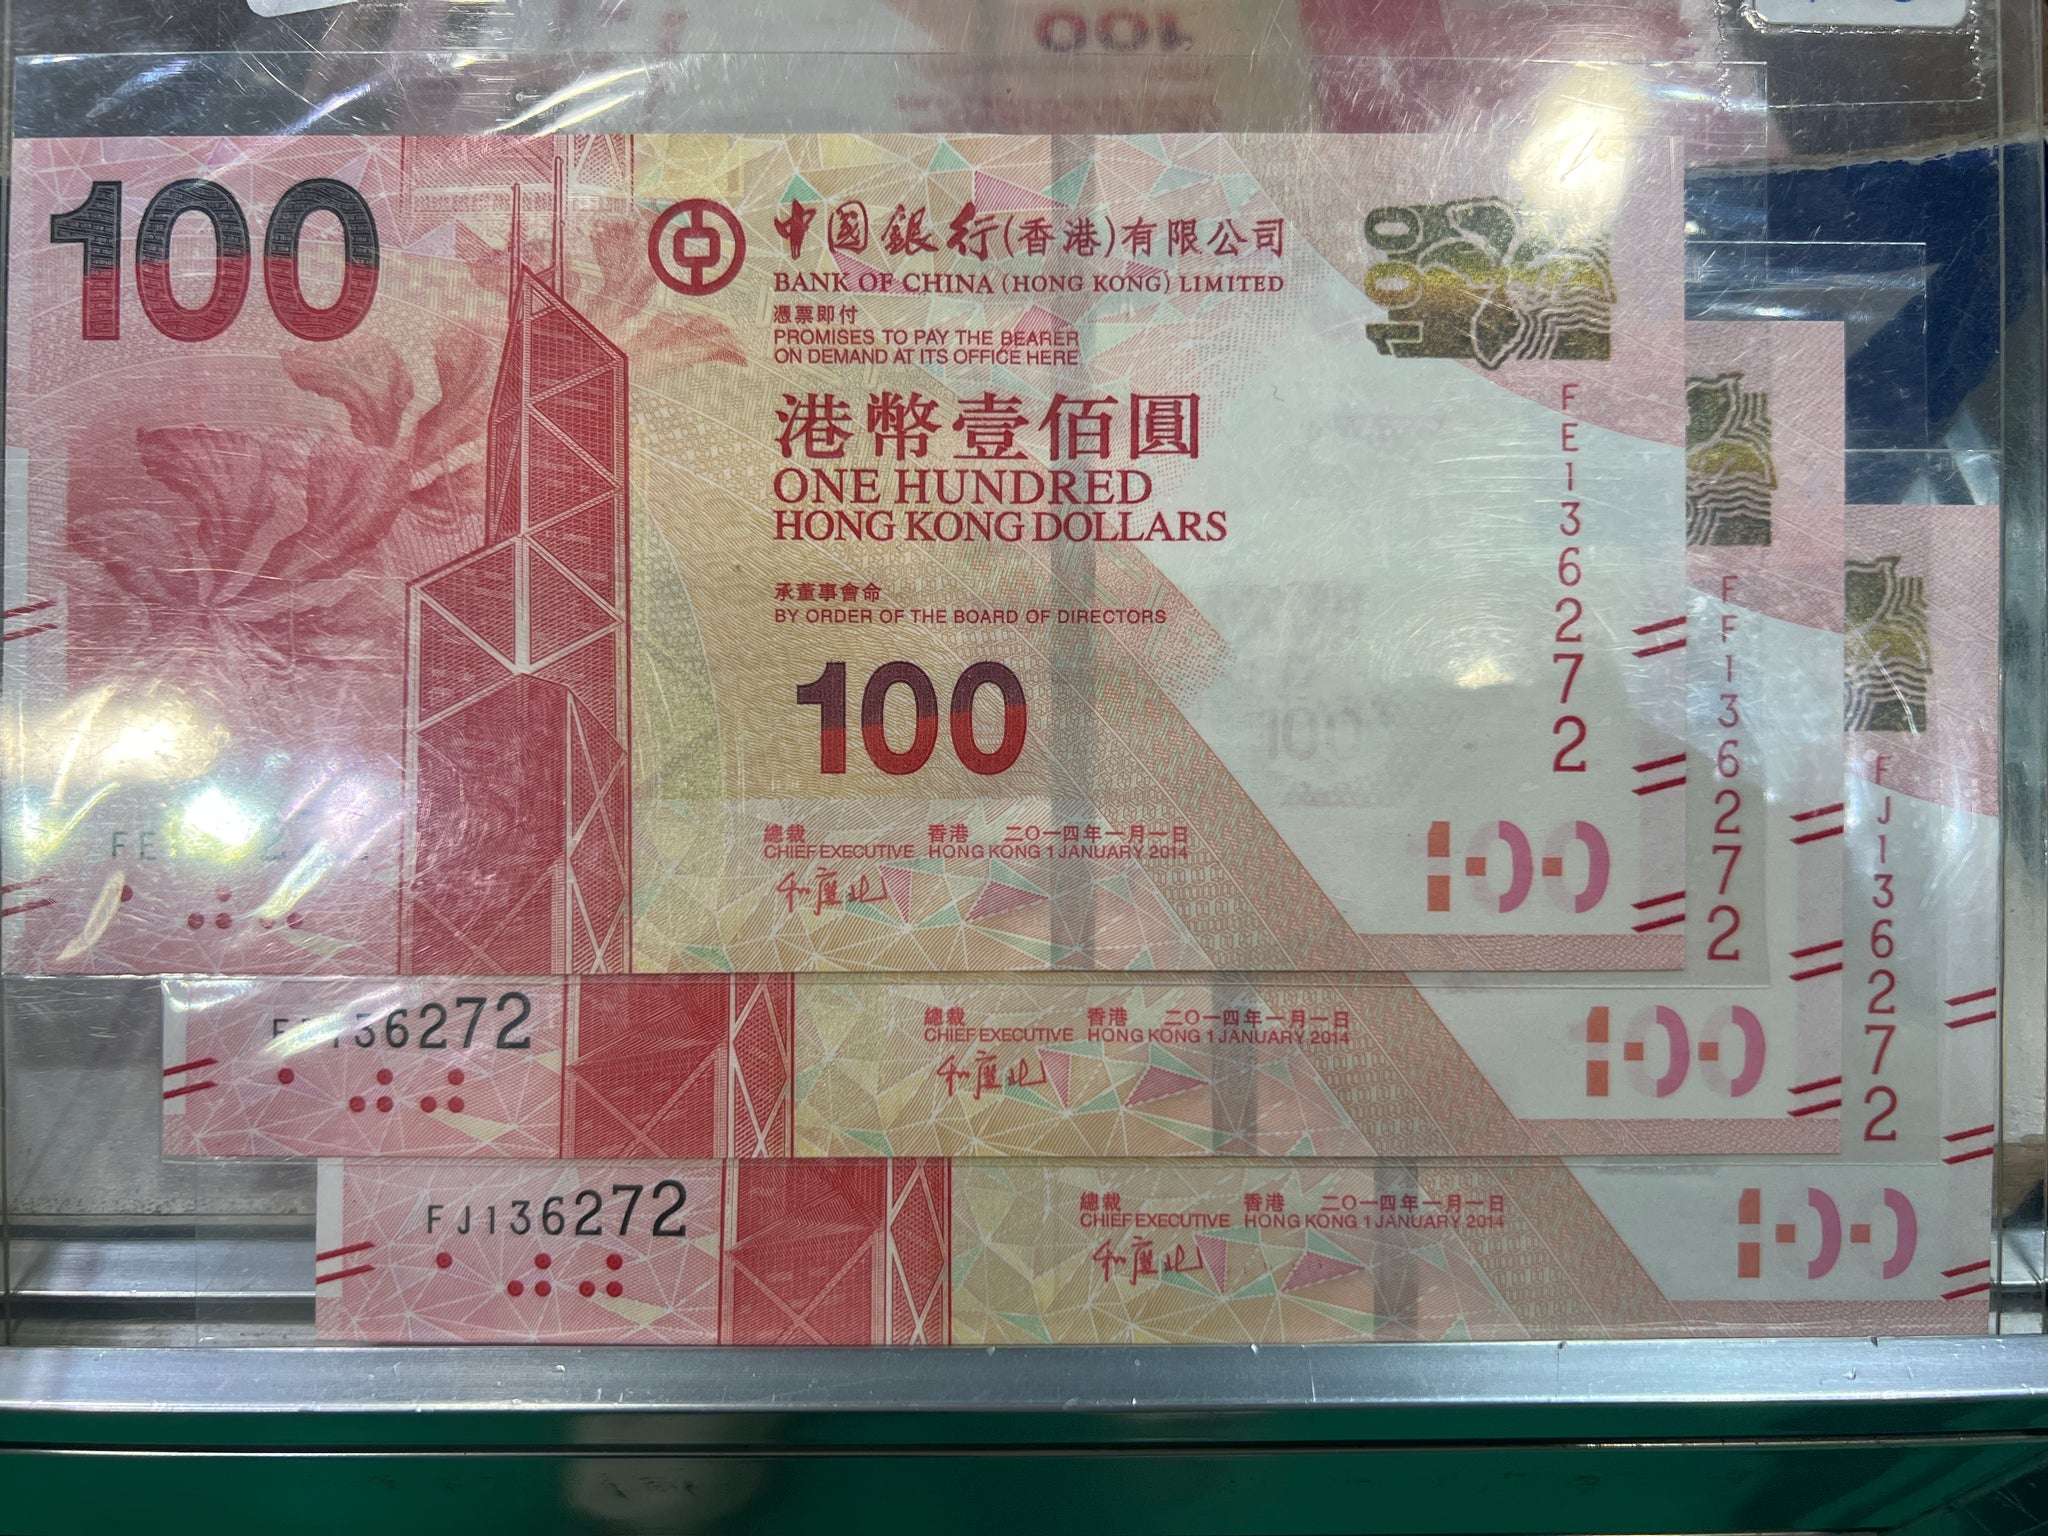 100
100
中國銀行(香港)有限公司
BANK OF CHINA (HONG KONG) LIMITED
憑票即付
PROMISES TO PAY THE BEARER
ON DEMAND AT ITS OFFICE HERE
100
港幣壹佰圓
ONE HUNDRED
HONG KONG DOLLARS
FE136272
承董事會命
BY ORDER OF THE BOARD OF DIRECTORS
100
總裁 香港 二〇一四年一月一日
CHIEF EXECUTIVE HONG KONG 1 JANUARY 2014
100
FE
FF136272
136272
總裁 香港 二〇一四年一月一日
CHIEF EXECUTIVE HONG KONG 1 JANUARY 2014
100
FJ136272
FJ136272
總裁 香港 二〇一四年一月一日
CHIEF EXECUTIVE HONG KONG 1 JANUARY 2014
100